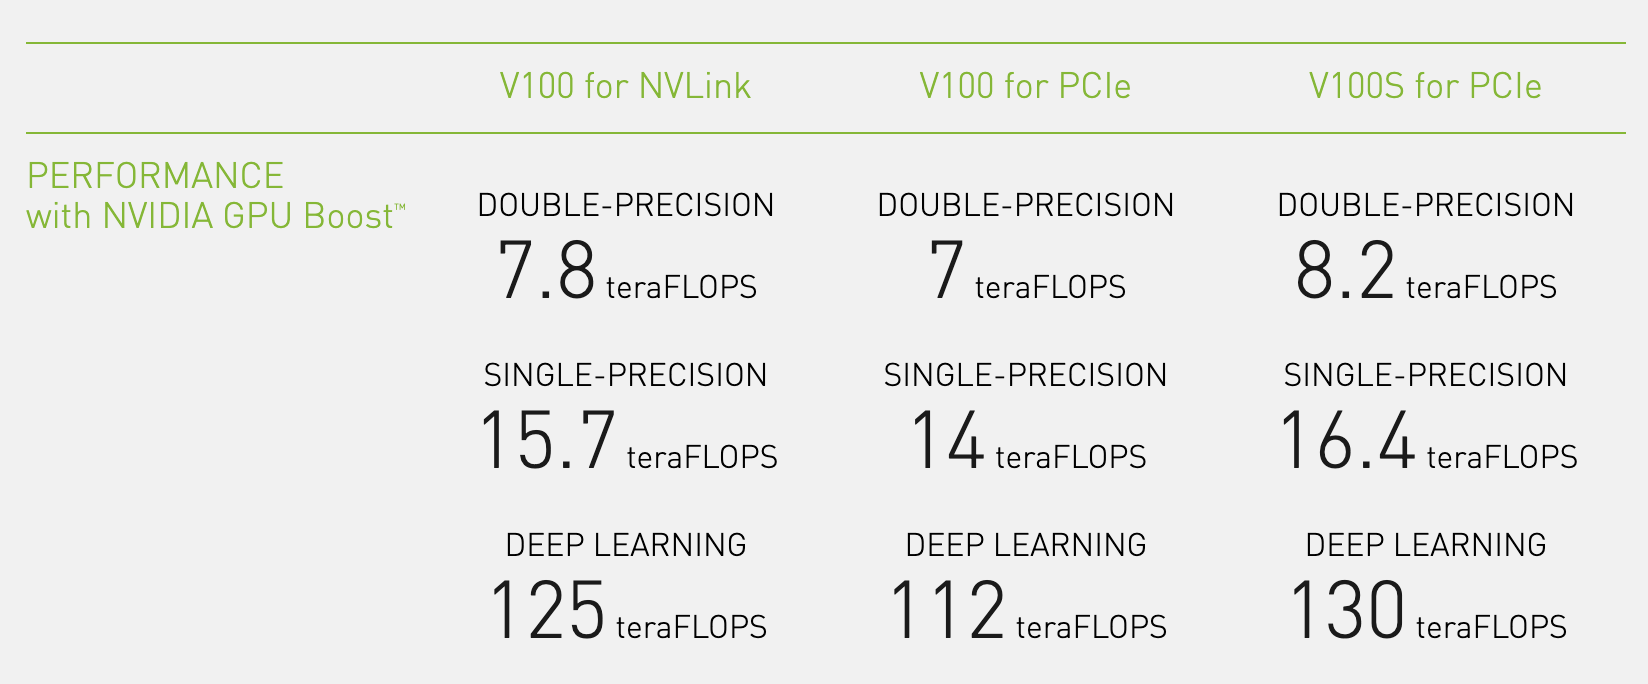 V100 for NVLink V100 for PCIe V100S for PCIe
PERFORMANCE
with NVIDIA GPU Boost™
DOUBLE-PRECISION DOUBLE-PRECISION DOUBLE-PRECISION
7.8 teraFLOPS 7 teraFLOPS 8.2 teraFLOPS
SINGLE-PRECISION SINGLE-PRECISION SINGLE-PRECISION
15.7 teraFLOPS 14 teraFLOPS 16.4 teraFLOPS
DEEP LEARNING DEEP LEARNING DEEP LEARNING
125 teraFLOPS 112 teraFLOPS 130 teraFLOPS